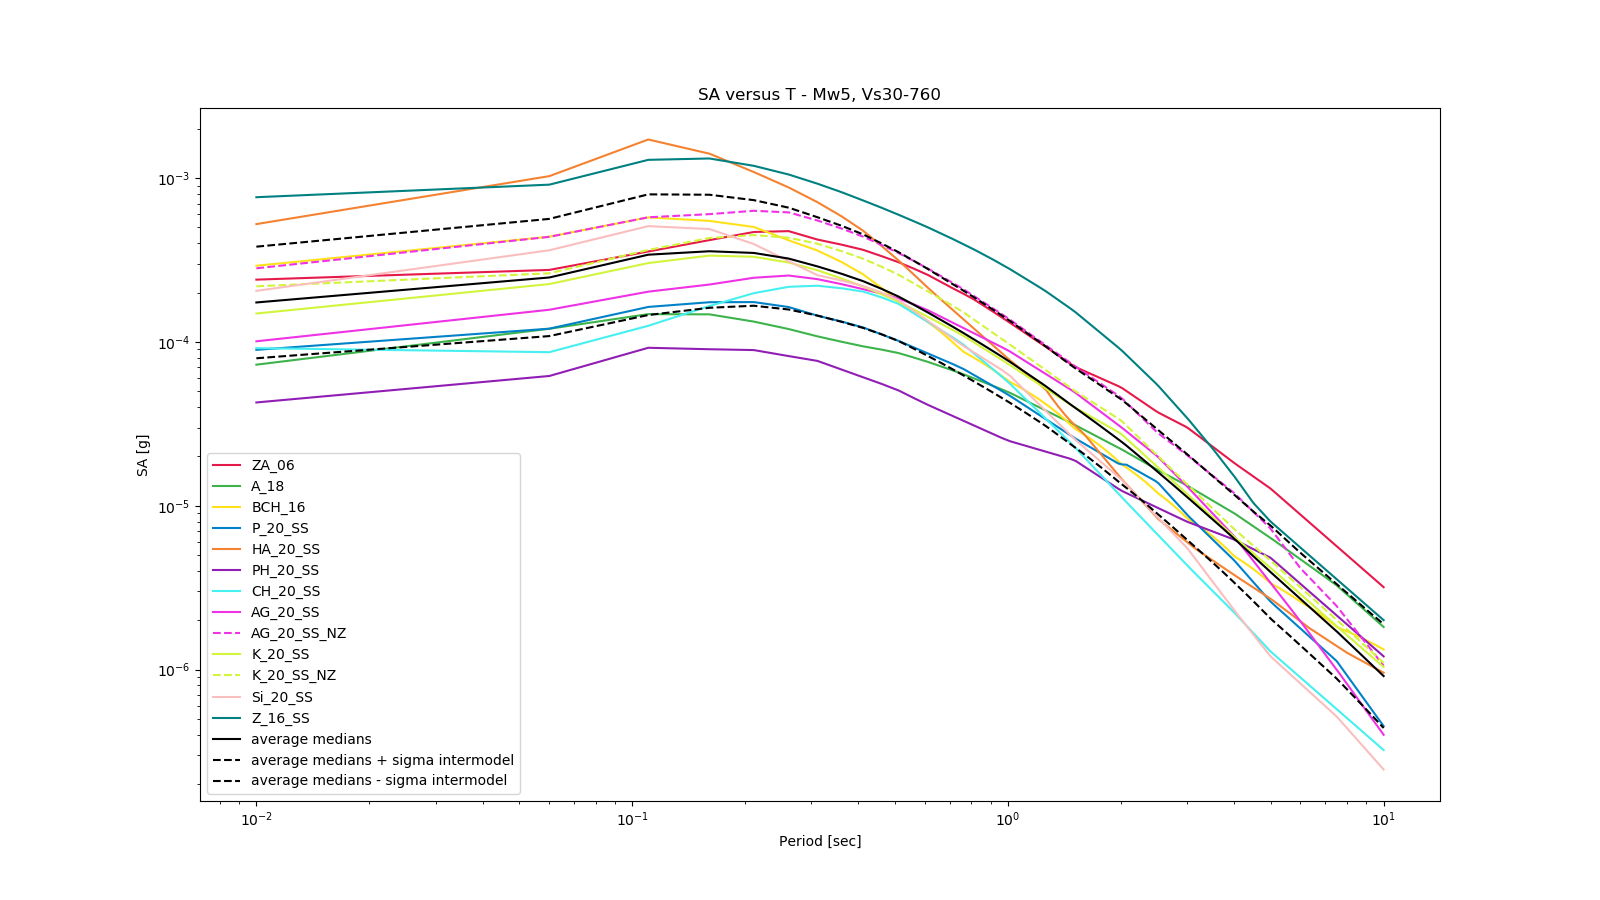 SA versus T - Mw5, Vs30-760
10⁻³
10⁻⁴
10⁻⁵
10⁻⁶
SA [g]
ZA_06
A_18
BCH_16
P_20_SS
HA_20_SS
PH_20_SS
CH_20_SS
AG_20_SS
AG_20_SS_NZ
K_20_SS
K_20_SS_NZ
Si_20_SS
Z_16_SS
average medians
average medians + sigma intermodel
average medians - sigma intermodel
10⁻² 10⁻¹ 10⁰ 10¹
Period [sec]